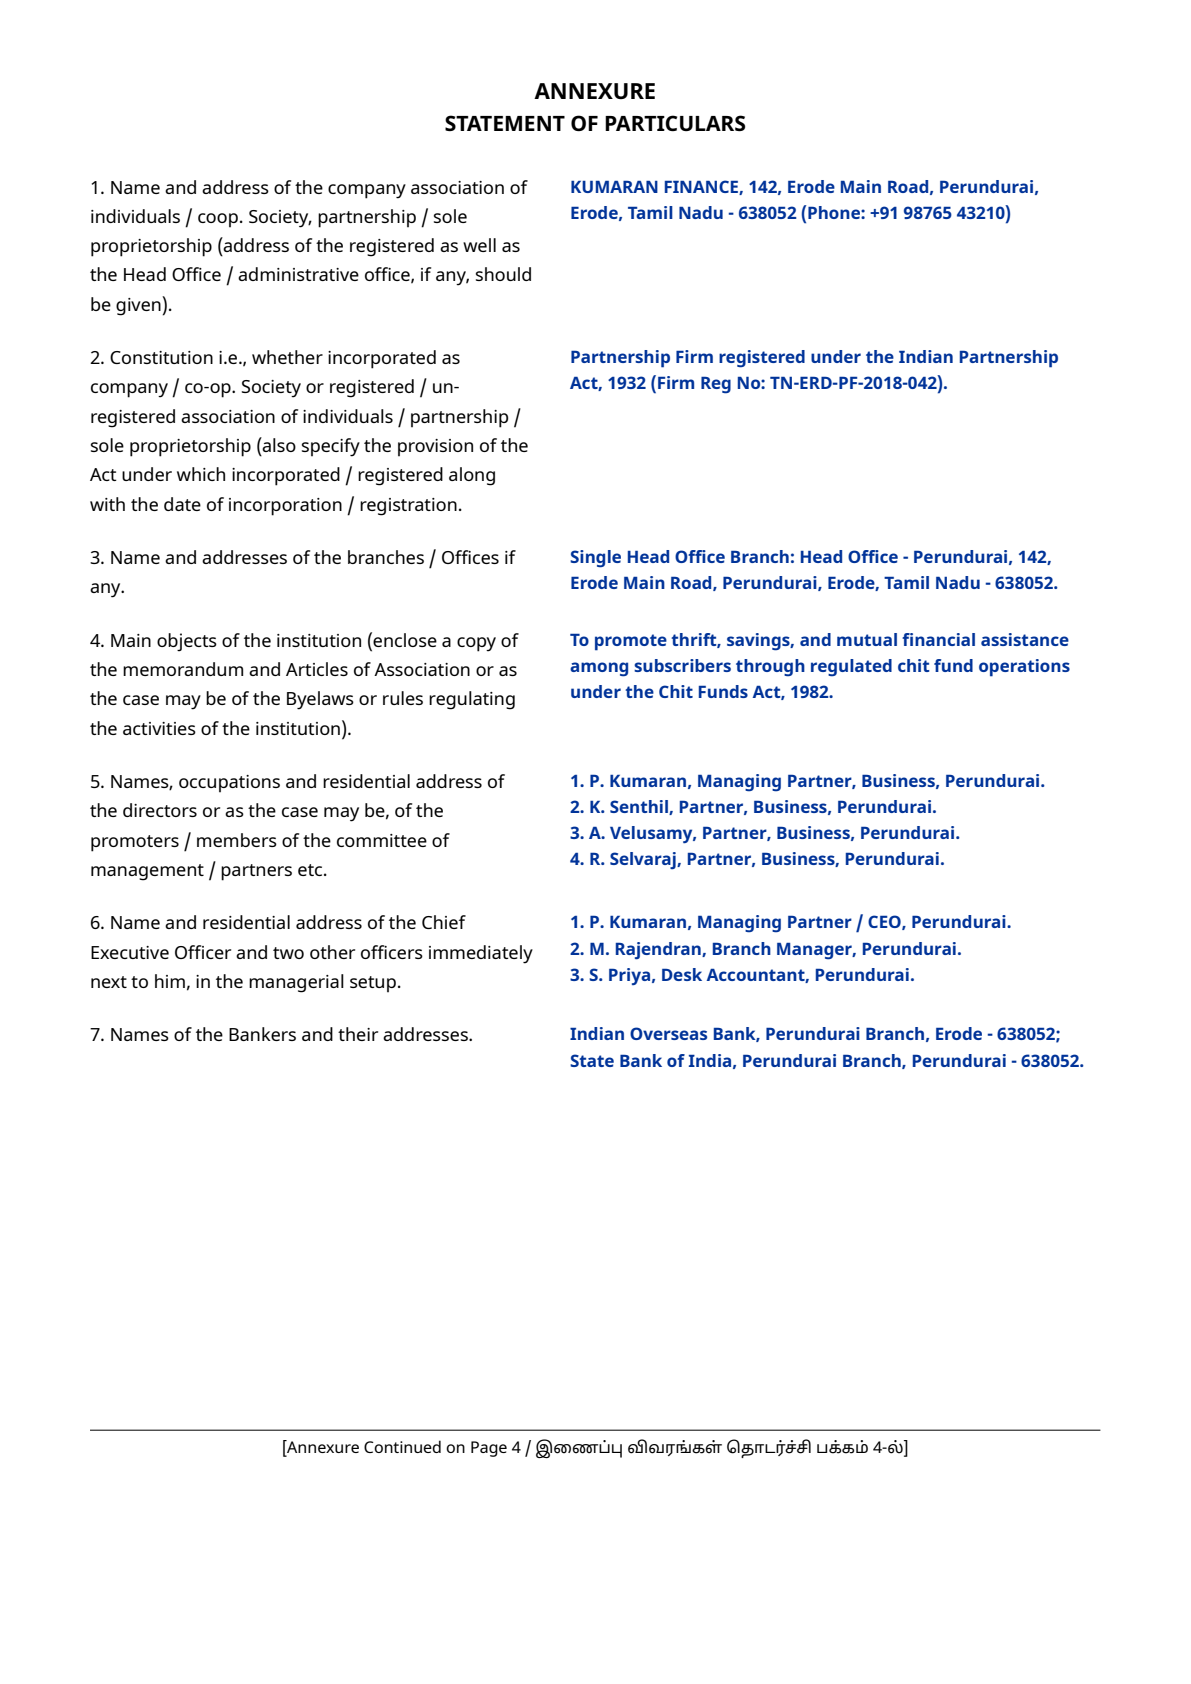 ANNEXURE
STATEMENT OF PARTICULARS
1. Name and address of the company association of
individuals / coop. Society, partnership / sole
proprietorship (address of the registered as well as
the Head Office / administrative office, if any, should
be given).
KUMARAN FINANCE, 142, Erode Main Road, Perundurai,
Erode, Tamil Nadu - 638052 (Phone: +91 98765 43210)
2. Constitution i.e., whether incorporated as
company / co-op. Society or registered / un-
registered association of individuals / partnership /
sole proprietorship (also specify the provision of the
Act under which incorporated / registered along
with the date of incorporation / registration.
Partnership Firm registered under the Indian Partnership
Act, 1932 (Firm Reg No: TN-ERD-PF-2018-042).
3. Name and addresses of the branches / Offices if
any.
Single Head Office Branch: Head Office - Perundurai, 142,
Erode Main Road, Perundurai, Erode, Tamil Nadu - 638052.
4. Main objects of the institution (enclose a copy of
the memorandum and Articles of Association or as
the case may be of the Byelaws or rules regulating
the activities of the institution).
To promote thrift, savings, and mutual financial assistance
among subscribers through regulated chit fund operations
under the Chit Funds Act, 1982.
5. Names, occupations and residential address of
the directors or as the case may be, of the
promoters / members of the committee of
management / partners etc.
1. P. Kumaran, Managing Partner, Business, Perundurai.
2. K. Senthil, Partner, Business, Perundurai.
3. A. Velusamy, Partner, Business, Perundurai.
4. R. Selvaraj, Partner, Business, Perundurai.
6. Name and residential address of the Chief
Executive Officer and two other officers immediately
next to him, in the managerial setup.
1. P. Kumaran, Managing Partner / CEO, Perundurai.
2. M. Rajendran, Branch Manager, Perundurai.
3. S. Priya, Desk Accountant, Perundurai.
7. Names of the Bankers and their addresses.
Indian Overseas Bank, Perundurai Branch, Erode - 638052;
State Bank of India, Perundurai Branch, Perundurai - 638052.
[Annexure Continued on Page 4 / இணைப்பு விவரங்கள் தொடர்ச்சி பக்கம் 4-ல்]